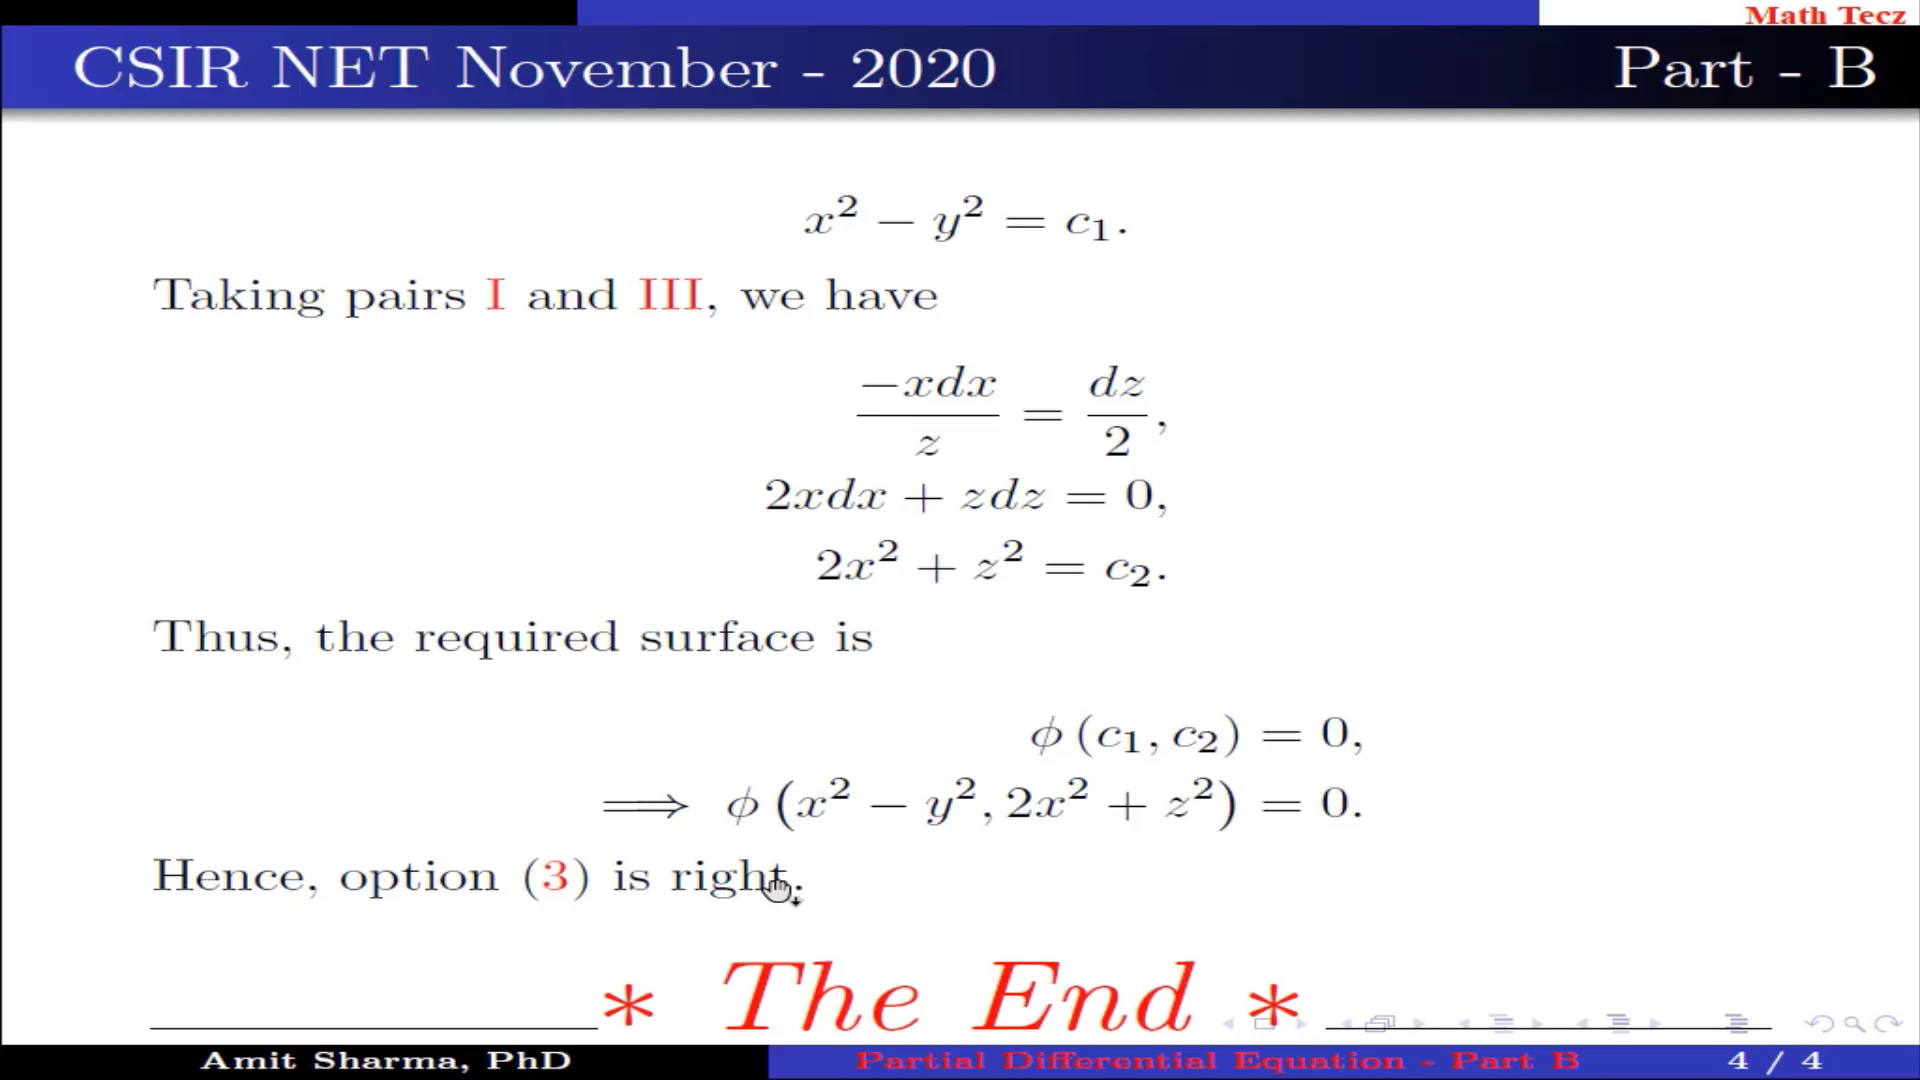 Math Tecz
CSIR NET November - 2020 Part - B
x² − y² = c₁.
Taking pairs I and III, we have
−xdx/z = dz/2,
2xdx + zdz = 0,
2x² + z² = c₂.
Thus, the required surface is
ϕ (c₁, c₂) = 0,
⟹ ϕ (x² − y², 2x² + z²) = 0.
Hence, option (3) is right.
* The End *
Amit Sharma, PhD Partial Differential Equation - Part B 4 / 4